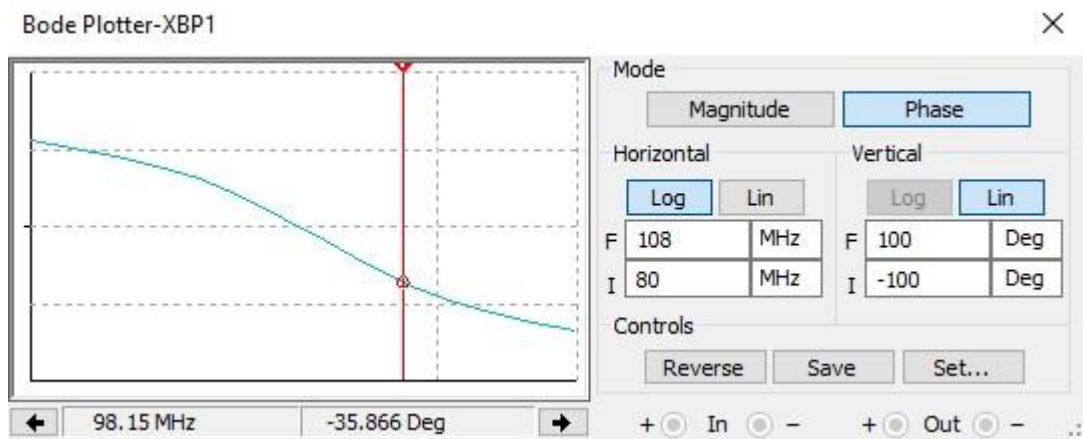 Bode Plotter-XBP1
Mode
Magnitude Phase
Horizontal Vertical
Log Lin Log Lin
F 108 MHz F 100 Deg
I 80 MHz I -100 Deg
Controls
Reverse Save Set...
98.15 MHz -35.866 Deg + In - + Out -